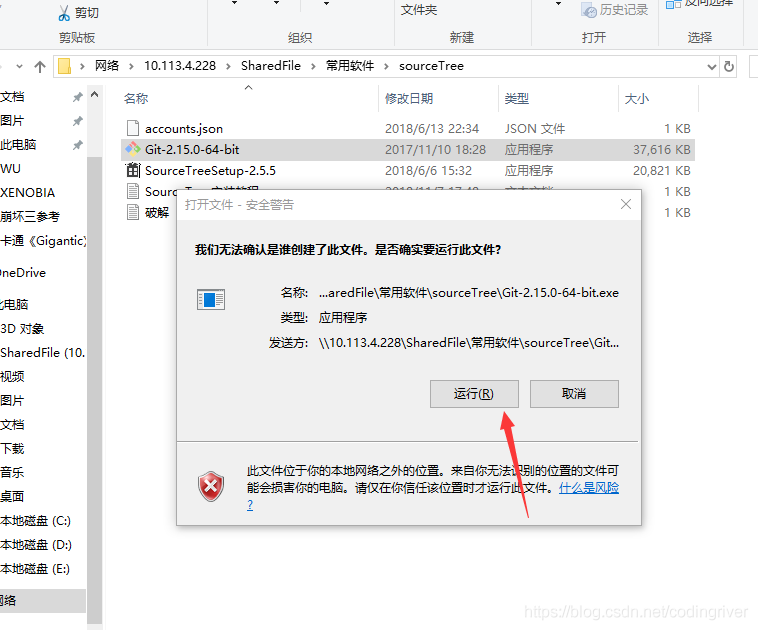 剪切
文件夹
历史记录
反向选择
剪贴板
组织
新建
打开
选择
网络 › 10.113.4.228 › SharedFile › 常用软件 › sourceTree
名称
修改日期
类型
大小
accounts.json 2018/6/13 22:34 JSON 文件 1 KB
Git-2.15.0-64-bit 2017/11/10 18:28 应用程序 37,616 KB
SourceTreeSetup-2.5.5 2018/6/6 15:32 应用程序 20,821 KB
1 KB
破解 1 KB
文档
图片
此电脑
WU
XENOBIA
崩坏三参考
卡通《Gigantic》
neDrive
电脑
3D 对象
SharedFile (10.
视频
图片
文档
下载
音乐
桌面
本地磁盘 (C:)
本地磁盘 (D:)
本地磁盘 (E:)
网络
打开文件 - 安全警告
我们无法确认是谁创建了此文件。是否确实要运行此文件?
名称: ...aredFile\常用软件\sourceTree\Git-2.15.0-64-bit.exe
类型: 应用程序
发送方: \\10.113.4.228\SharedFile\常用软件\sourceTree\Git...
运行(R)
取消
此文件位于你的本地网络之外的位置。来自你无法识别的位置的文件可
能会损害你的电脑。请仅在你信任该位置时才运行此文件。什么是风险
?
https://blog.csdn.net/codingriver